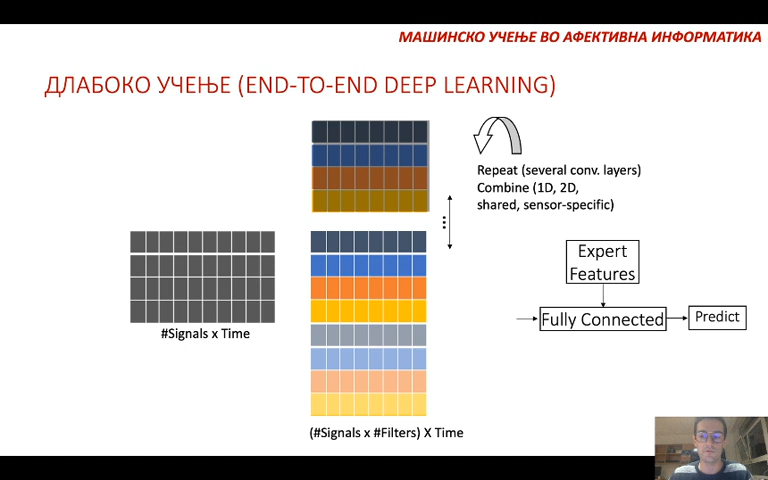 МАШИНСКО УЧЕЊЕ ВО АФЕКТИВНА ИНФОРМАТИКА
ДЛАБОКО УЧЕЊЕ (END-TO-END DEEP LEARNING)
Repeat (several conv. layers)
Combine (1D, 2D,
shared, sensor-specific)
...
Expert
Features
Fully Connected
Predict
#Signals x Time
(#Signals x #Filters) X Time